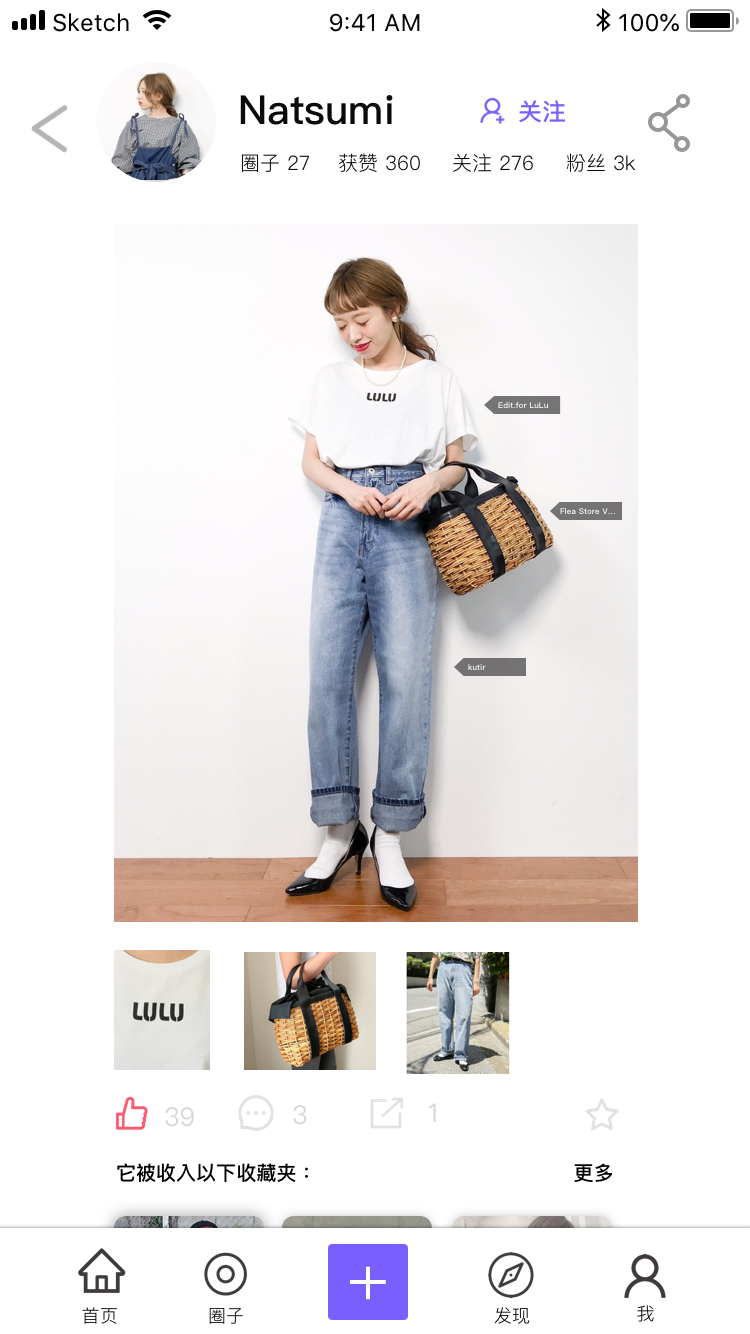 Sketch 9:41 AM 100%
Natsumi 关注
圈子 27 获赞 360 关注 276 粉丝 3k
LULU
Edit.for LuLu
Flea Store V...
kutir
LULU
39 3 1
它被收入以下收藏夹：
更多
首页 圈子 发现 我